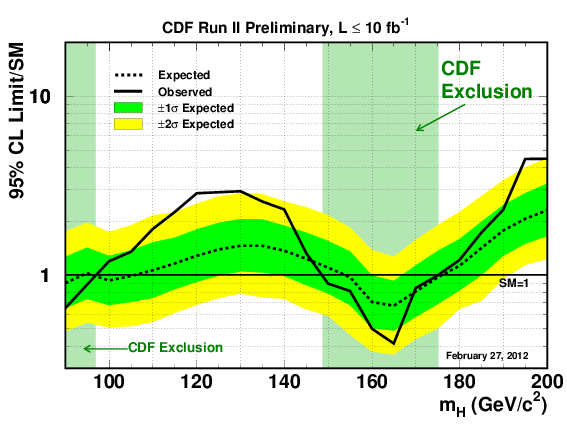 CDF Run II Preliminary, L ≤ 10 fb⁻¹
95% CL Limit/SM
10
1
Expected
Observed
±1σ Expected
±2σ Expected
CDF
Exclusion
SM=1
CDF Exclusion
February 27, 2012
100 120 140 160 180 200
m_H (GeV/c²)